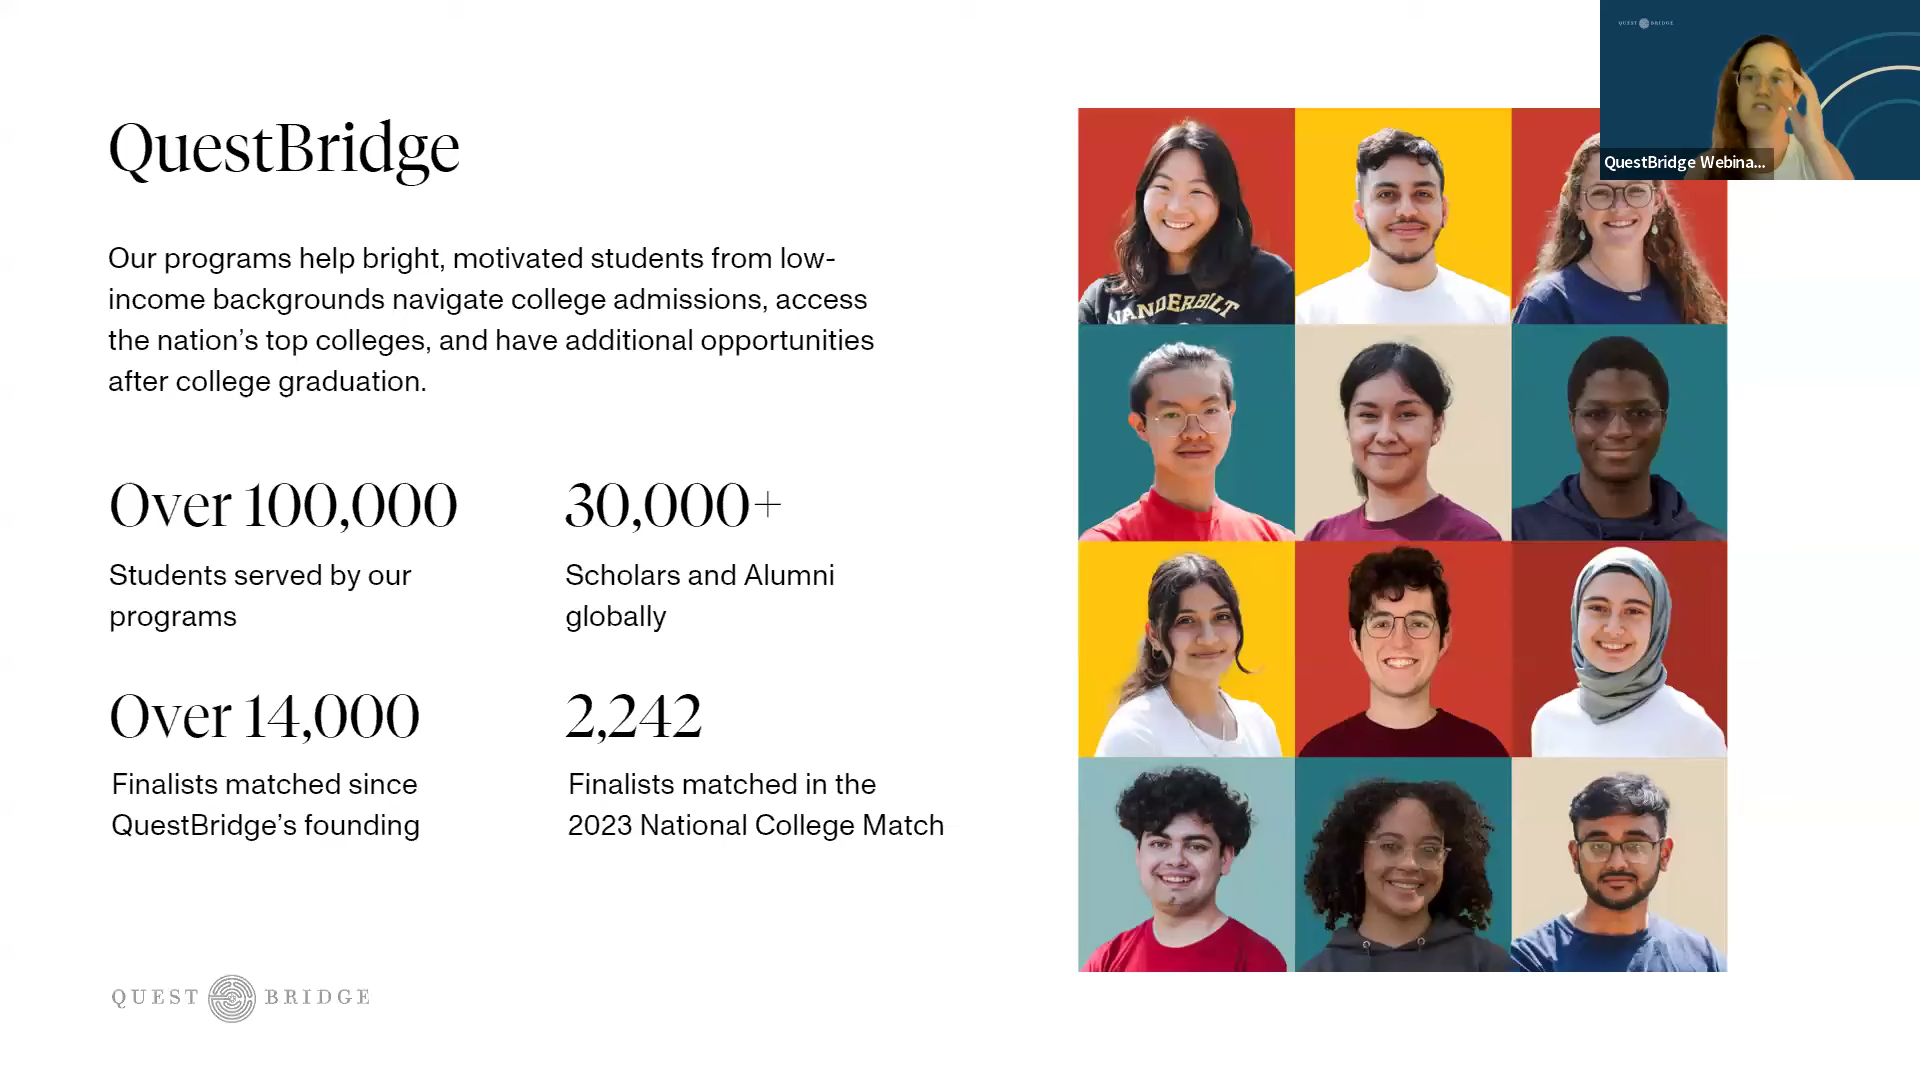 QUEST BRIDGE
QuestBridge Webina...
QuestBridge
Our programs help bright, motivated students from low-
income backgrounds navigate college admissions, access
the nation’s top colleges, and have additional opportunities
after college graduation.
Over 100,000
Students served by our
programs
30,000+
Scholars and Alumni
globally
Over 14,000
Finalists matched since
QuestBridge’s founding
2,242
Finalists matched in the
2023 National College Match
VANDERBILT
QUEST BRIDGE